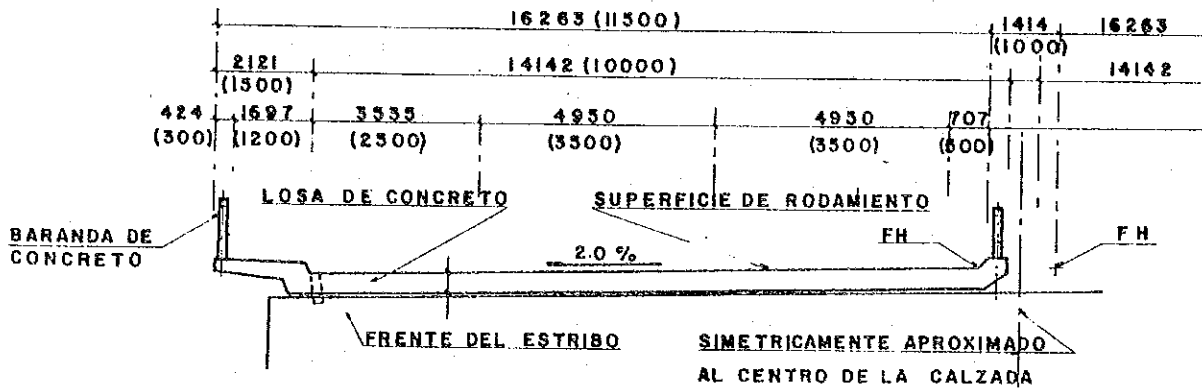 16263 (11500)
1414
(1000)
16263
2121
(1500)
14142 (10000)
14142
424
(300)
1697
(1200)
3535
(2500)
4950
(3500)
4950
(3500)
707
(500)
LOSA DE CONCRETO
SUPERFICIE DE RODAMIENTO
BARANDA DE
CONCRETO
2.0 %
FH
FH
FRENTE DEL ESTRIBO
SIMETRICAMENTE APROXIMADO
AL CENTRO DE LA CALZADA